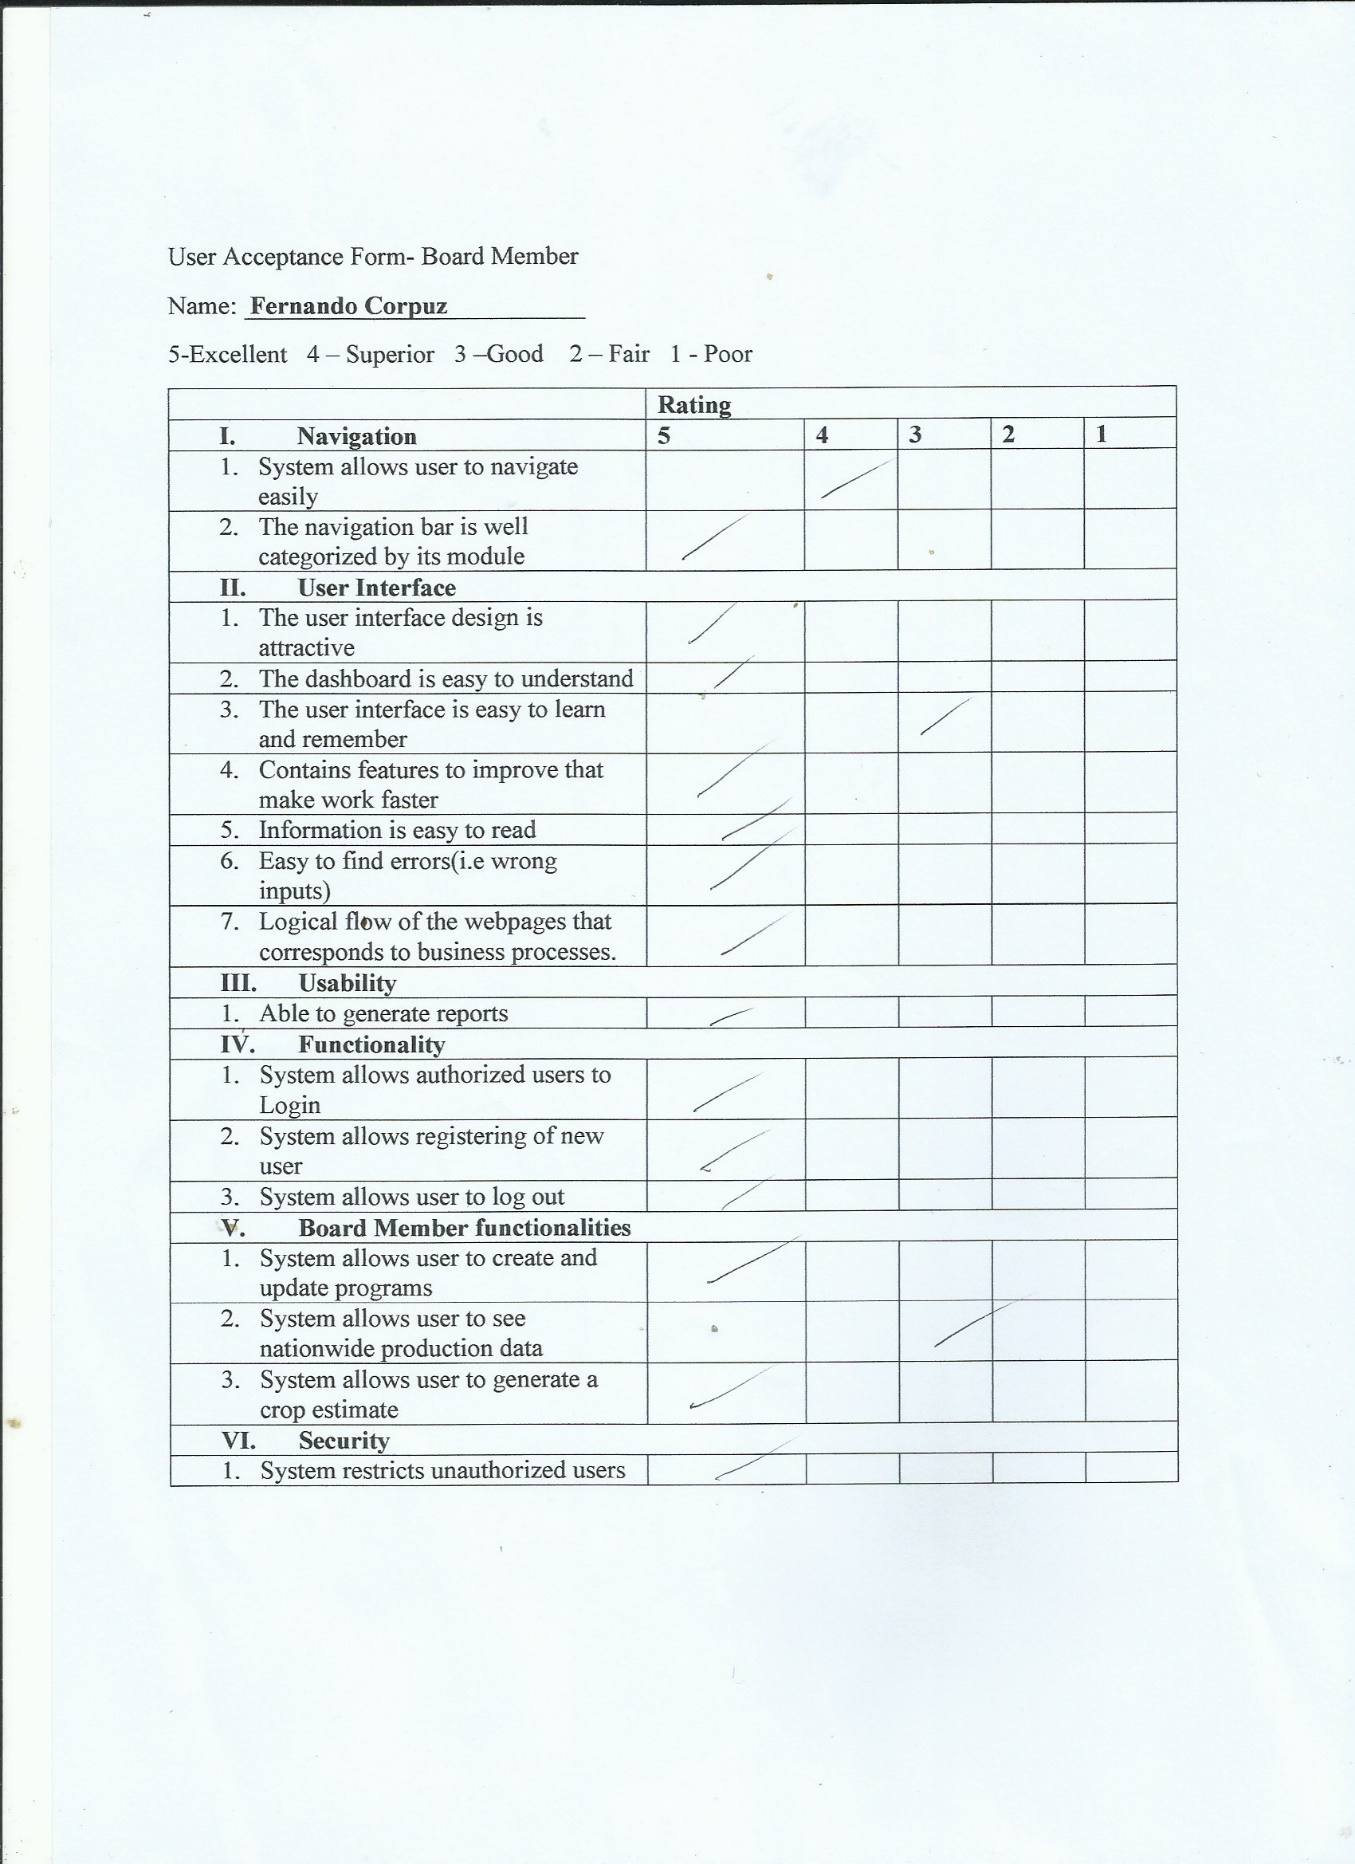 User Acceptance Form- Board Member
Name: Fernando Corpuz
5-Excellent 4 – Superior 3 –Good 2 – Fair 1 - Poor
Rating
I. Navigation 5 4 3 2 1
1. System allows user to navigate
easily
2. The navigation bar is well
categorized by its module
II. User Interface
1. The user interface design is
attractive
2. The dashboard is easy to understand
3. The user interface is easy to learn
and remember
4. Contains features to improve that
make work faster
5. Information is easy to read
6. Easy to find errors(i.e wrong
inputs)
7. Logical flow of the webpages that
corresponds to business processes.
III. Usability
1. Able to generate reports
IV. Functionality
1. System allows authorized users to
Login
2. System allows registering of new
user
3. System allows user to log out
V. Board Member functionalities
1. System allows user to create and
update programs
2. System allows user to see
nationwide production data
3. System allows user to generate a
crop estimate
VI. Security
1. System restricts unauthorized users